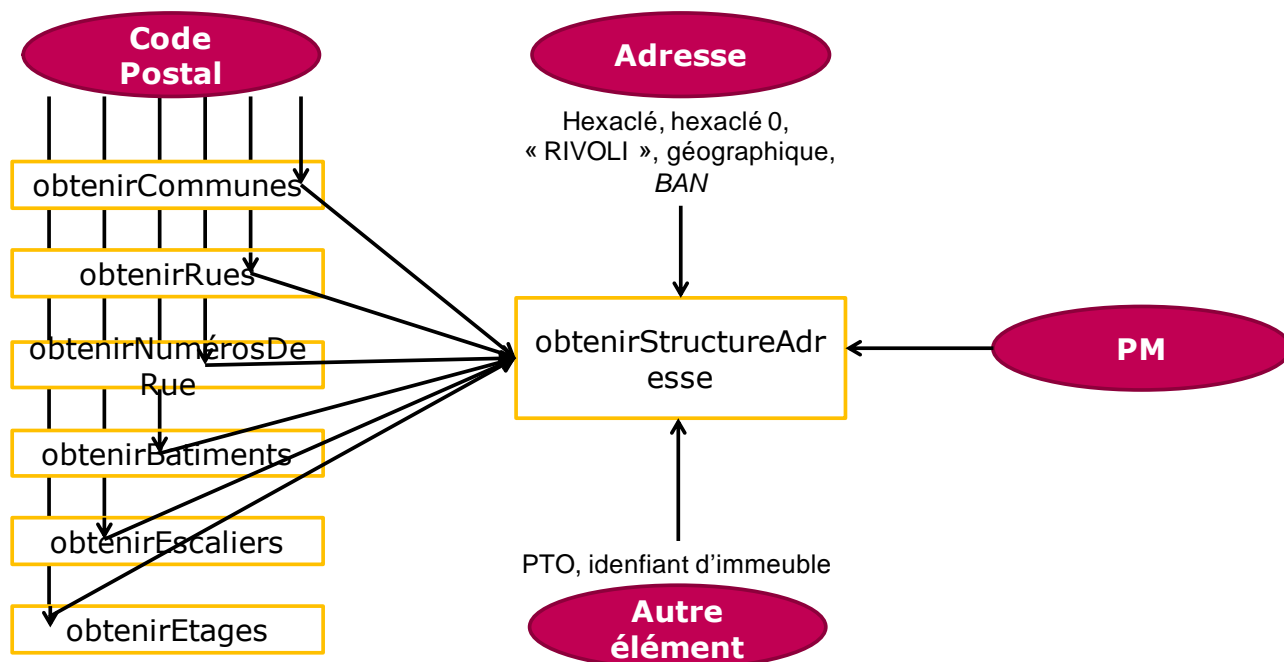 Code
Postal
obtenirCommunes
obtenirRues
obtenirNumérosDe
Rue
obtenirBatiments
obtenirEscaliers
obtenirEtages
Adresse
Hexaclé, hexaclé 0,
« RIVOLI », géographique,
BAN
obtenirStructureAdr
esse
PTO, idenfiant d’immeuble
Autre
élément
PM